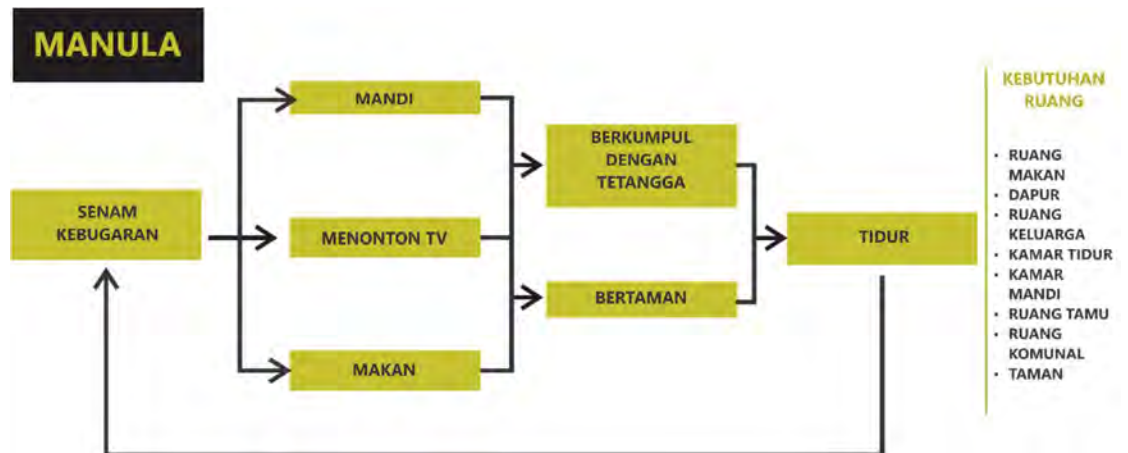 MANULA
SENAM
KEBUGARAN
MANDI
MENONTON TV
MAKAN
BERKUMPUL
DENGAN
TETANGGA
BERTAMAN
TIDUR
KEBUTUHAN
RUANG
• RUANG
MAKAN
• DAPUR
• RUANG
KELUARGA
• KAMAR TIDUR
• KAMAR
MANDI
• RUANG TAMU
• RUANG
KOMUNAL
• TAMAN